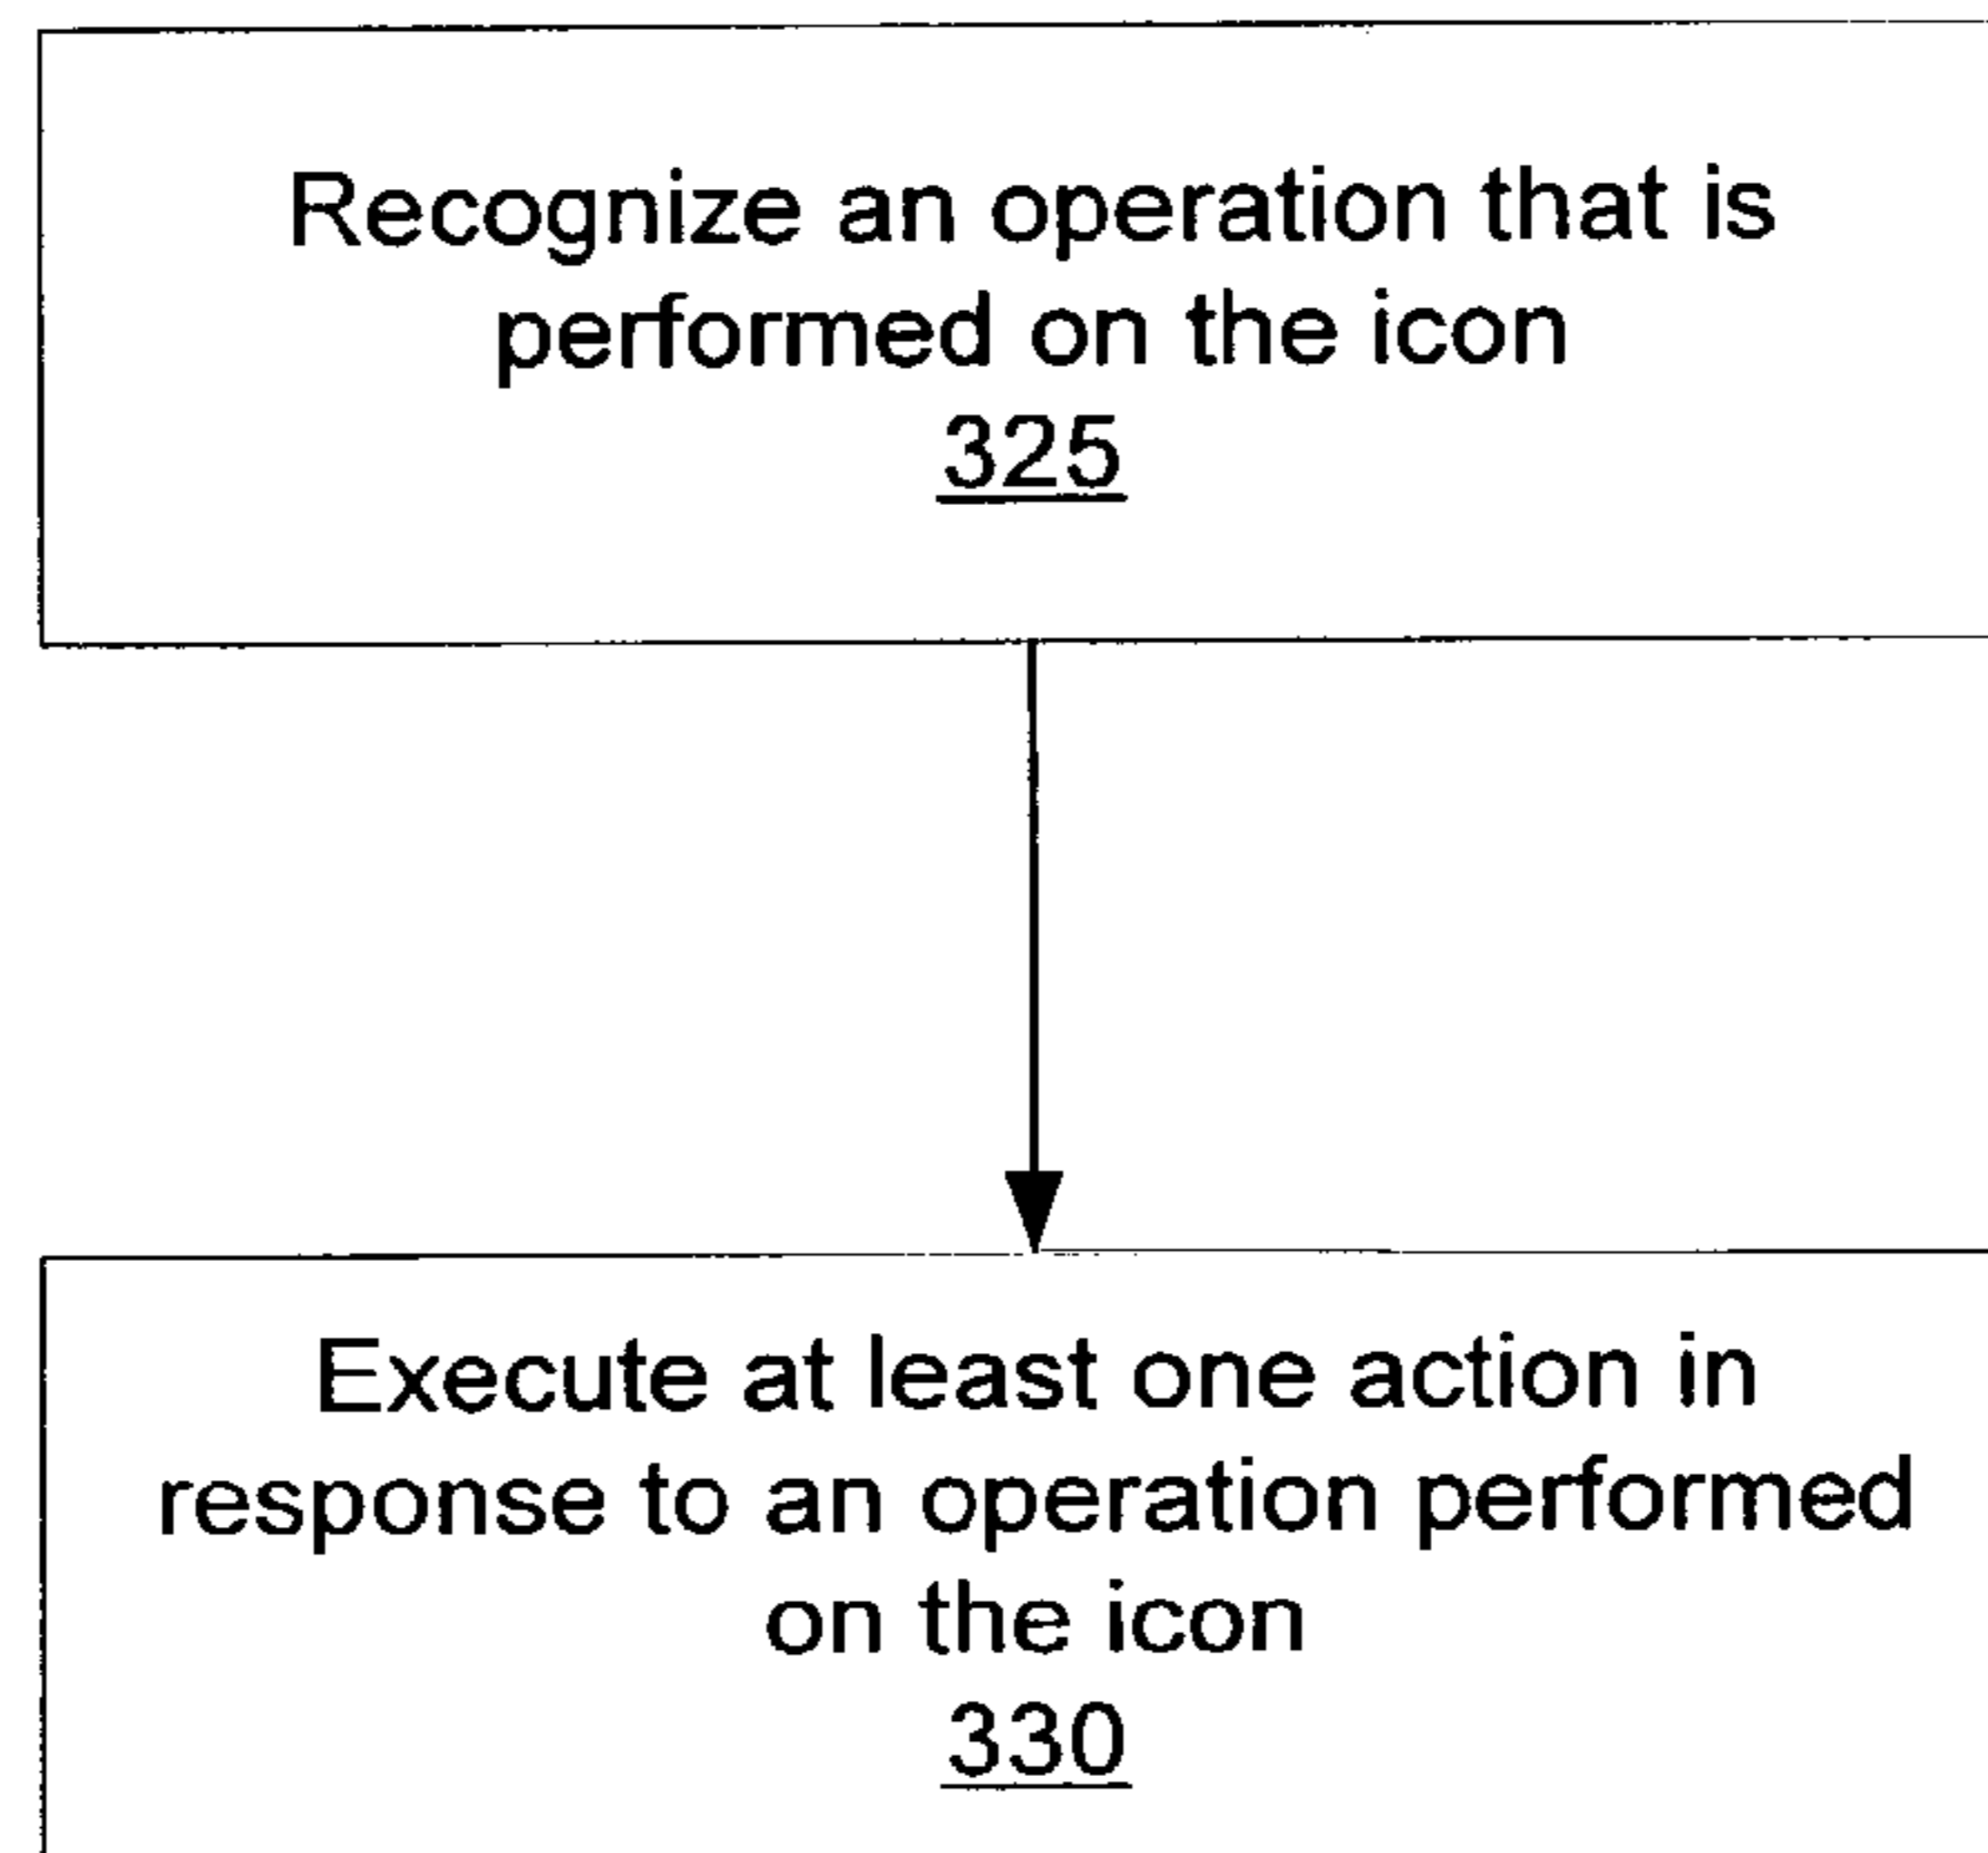 Recognize an operation that is
performed on the icon
325
Execute at least one action in
response to an operation performed
on the icon
330